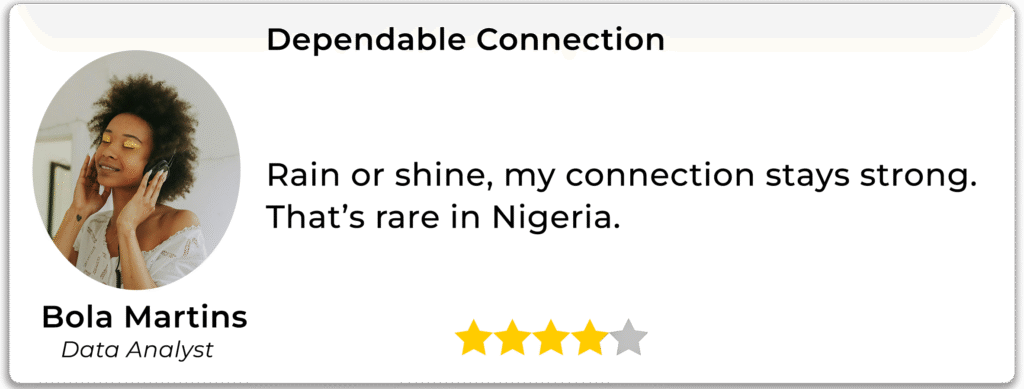 Dependable Connection
Rain or shine, my connection stays strong.
That’s rare in Nigeria.
Bola Martins
Data Analyst